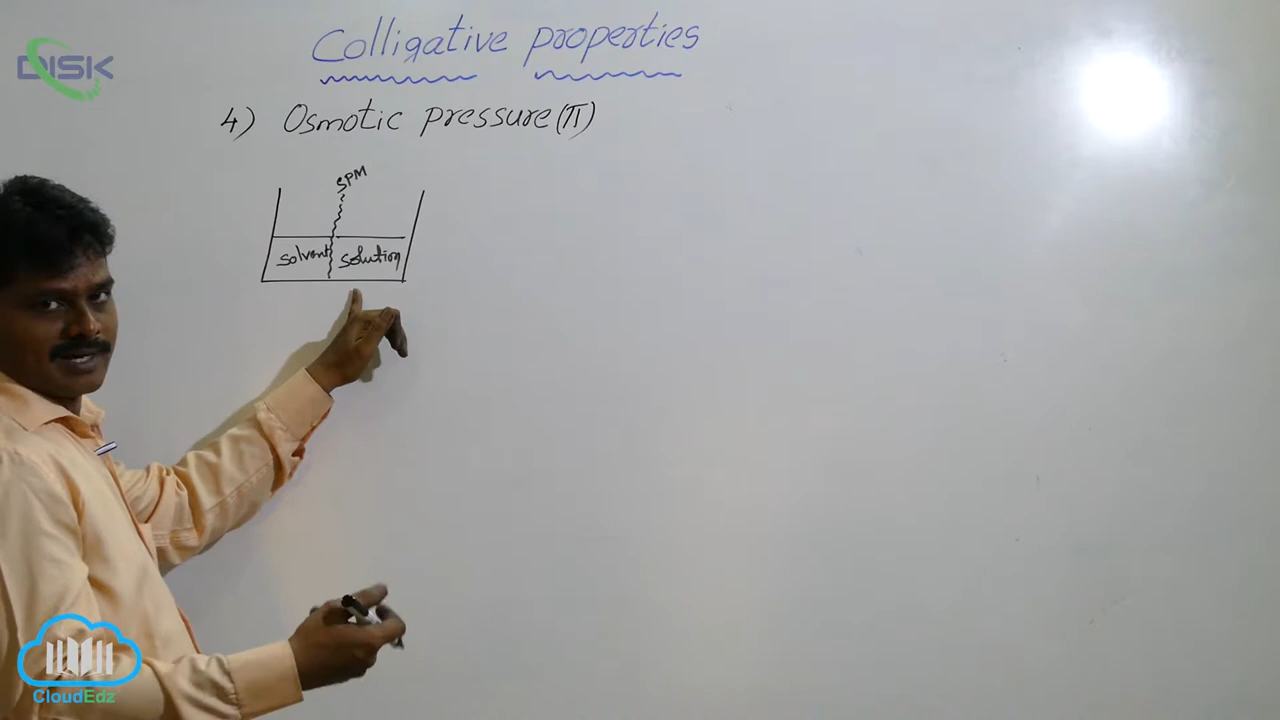 DISK
Colligative properties
4) Osmotic pressure (π)
SPM
solvent solution
CloudEdz